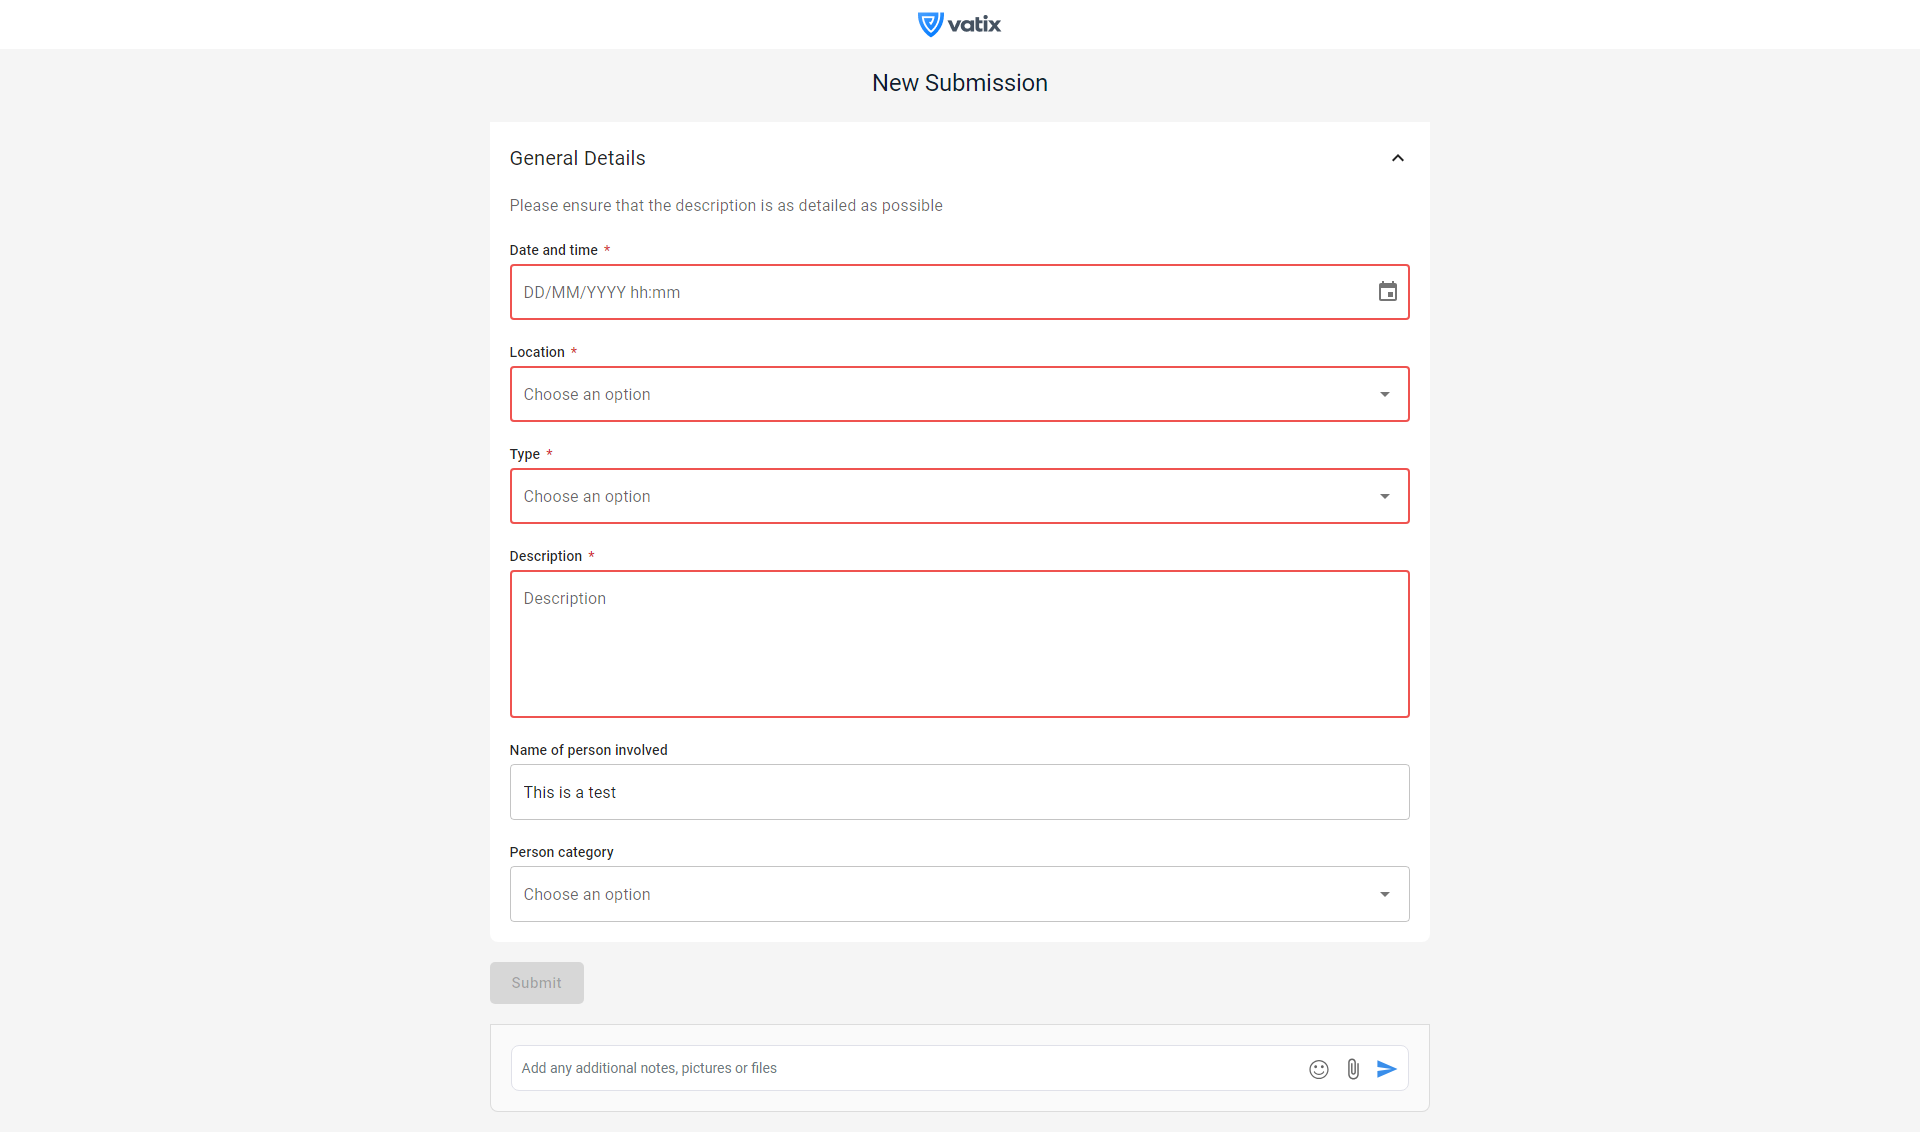 vatix
New Submission
General Details
Please ensure that the description is as detailed as possible
Date and time *
DD/MM/YYYY hh:mm
Location *
Choose an option
Type *
Choose an option
Description *
Description
Name of person involved
This is a test
Person category
Choose an option
Submit
Add any additional notes, pictures or files